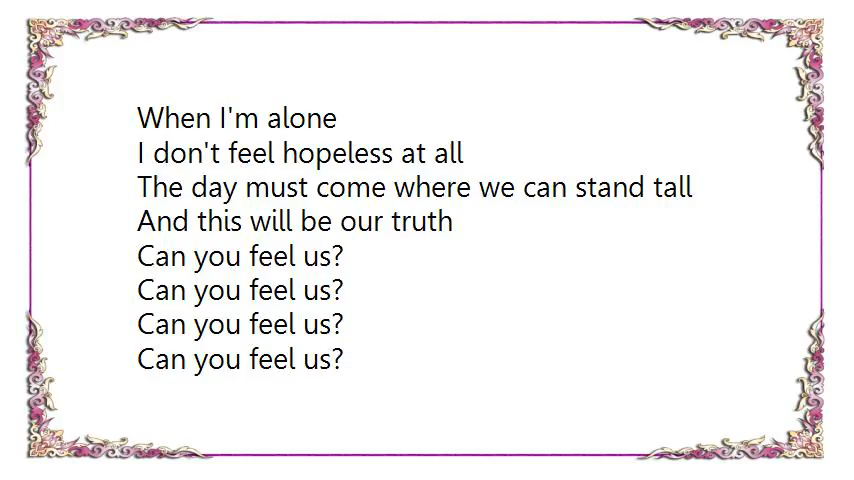 When I'm alone
I don't feel hopeless at all
The day must come where we can stand tall
And this will be our truth
Can you feel us?
Can you feel us?
Can you feel us?
Can you feel us?